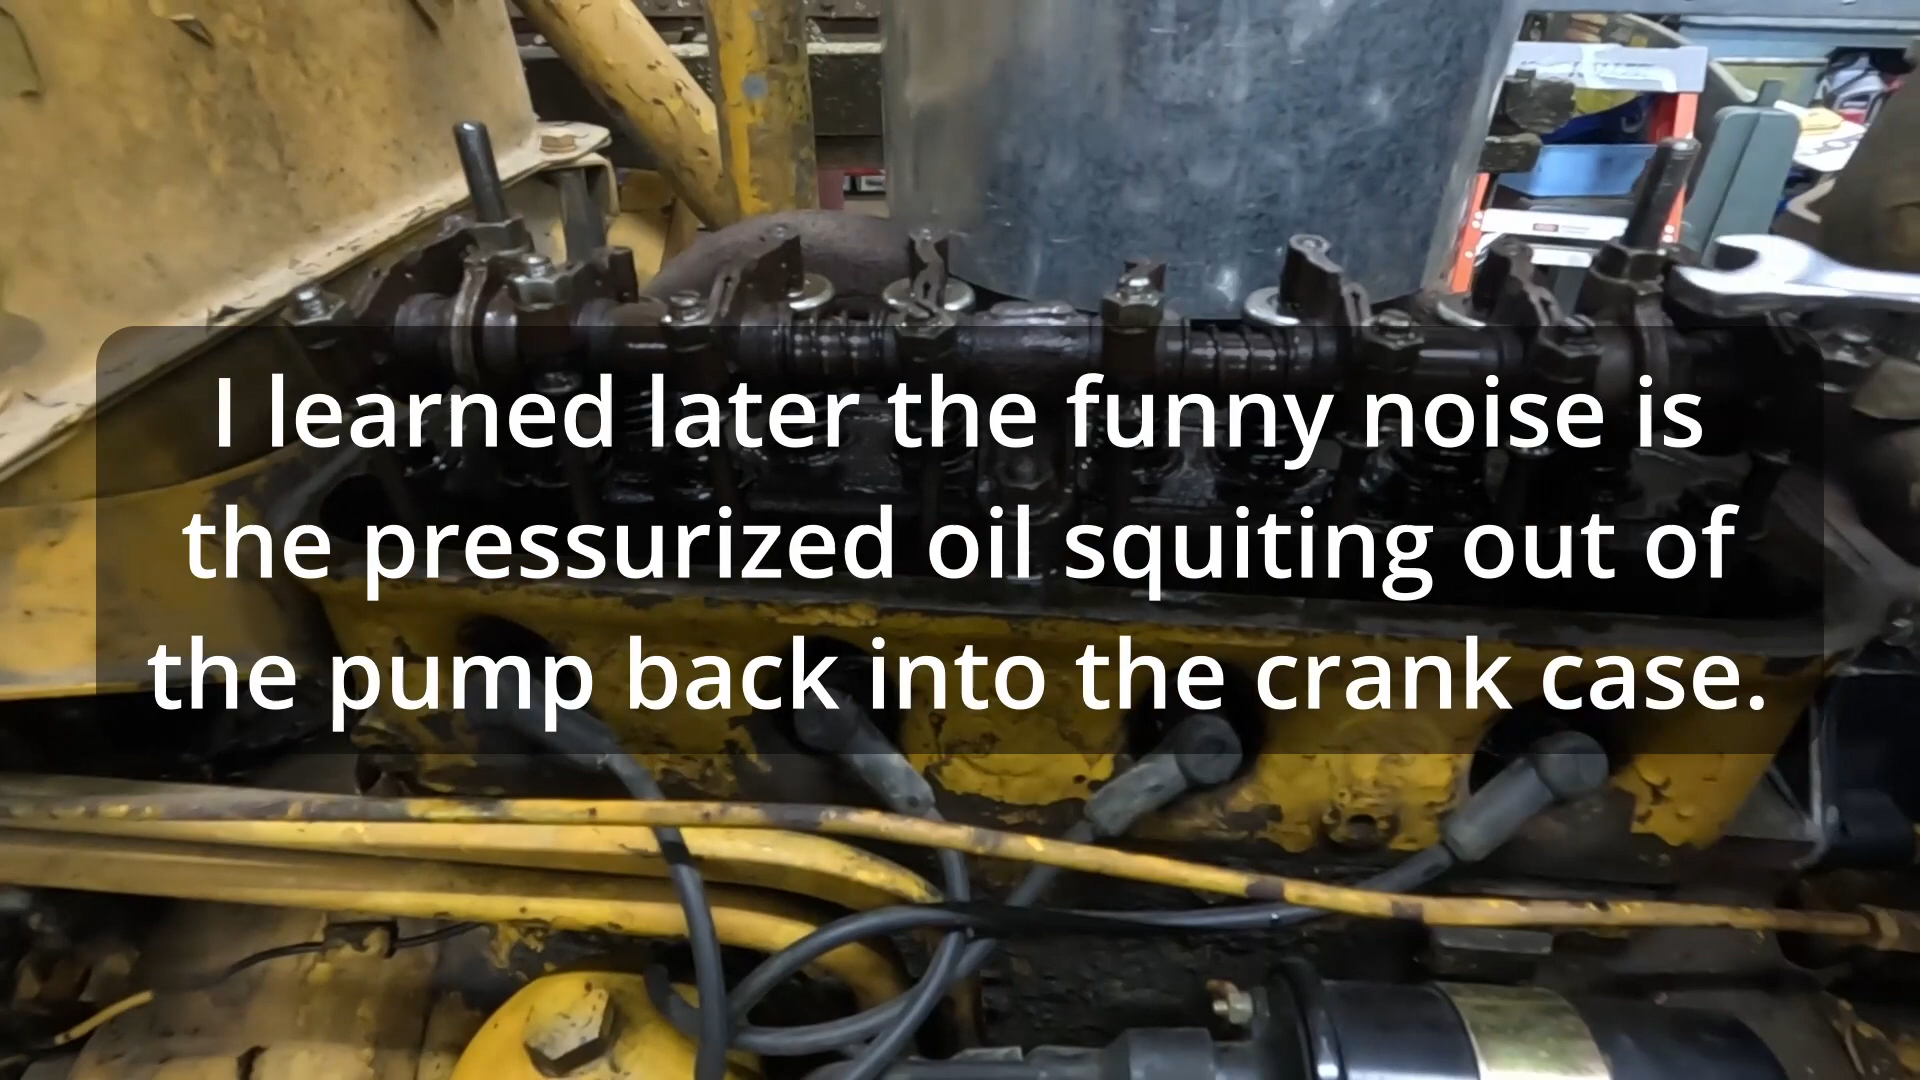 I learned later the funny noise is
the pressurized oil squiting out of
the pump back into the crank case.